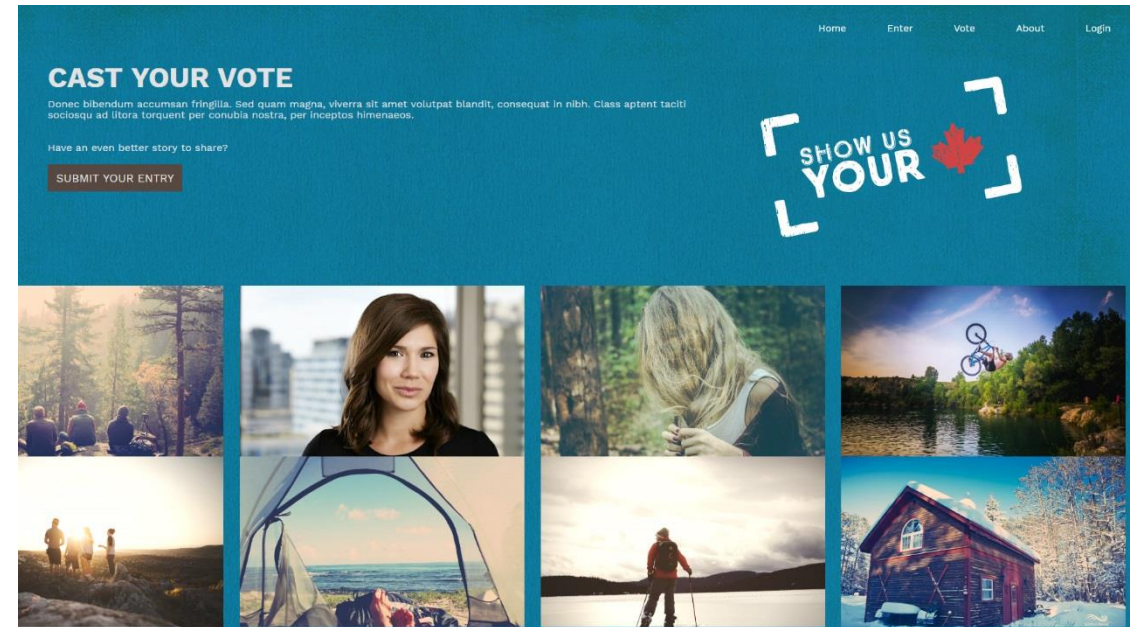 Home Enter Vote About Login
CAST YOUR VOTE
Donec bibendum accumsan fringilla. Sed quam magna, viverra sit amet volutpat blandit, consequat in nibh. Class aptent taciti
sociosqu ad litora torquent per conubia nostra, per inceptos himenaeos.
Have an even better story to share?
SUBMIT YOUR ENTRY
SHOW US
YOUR